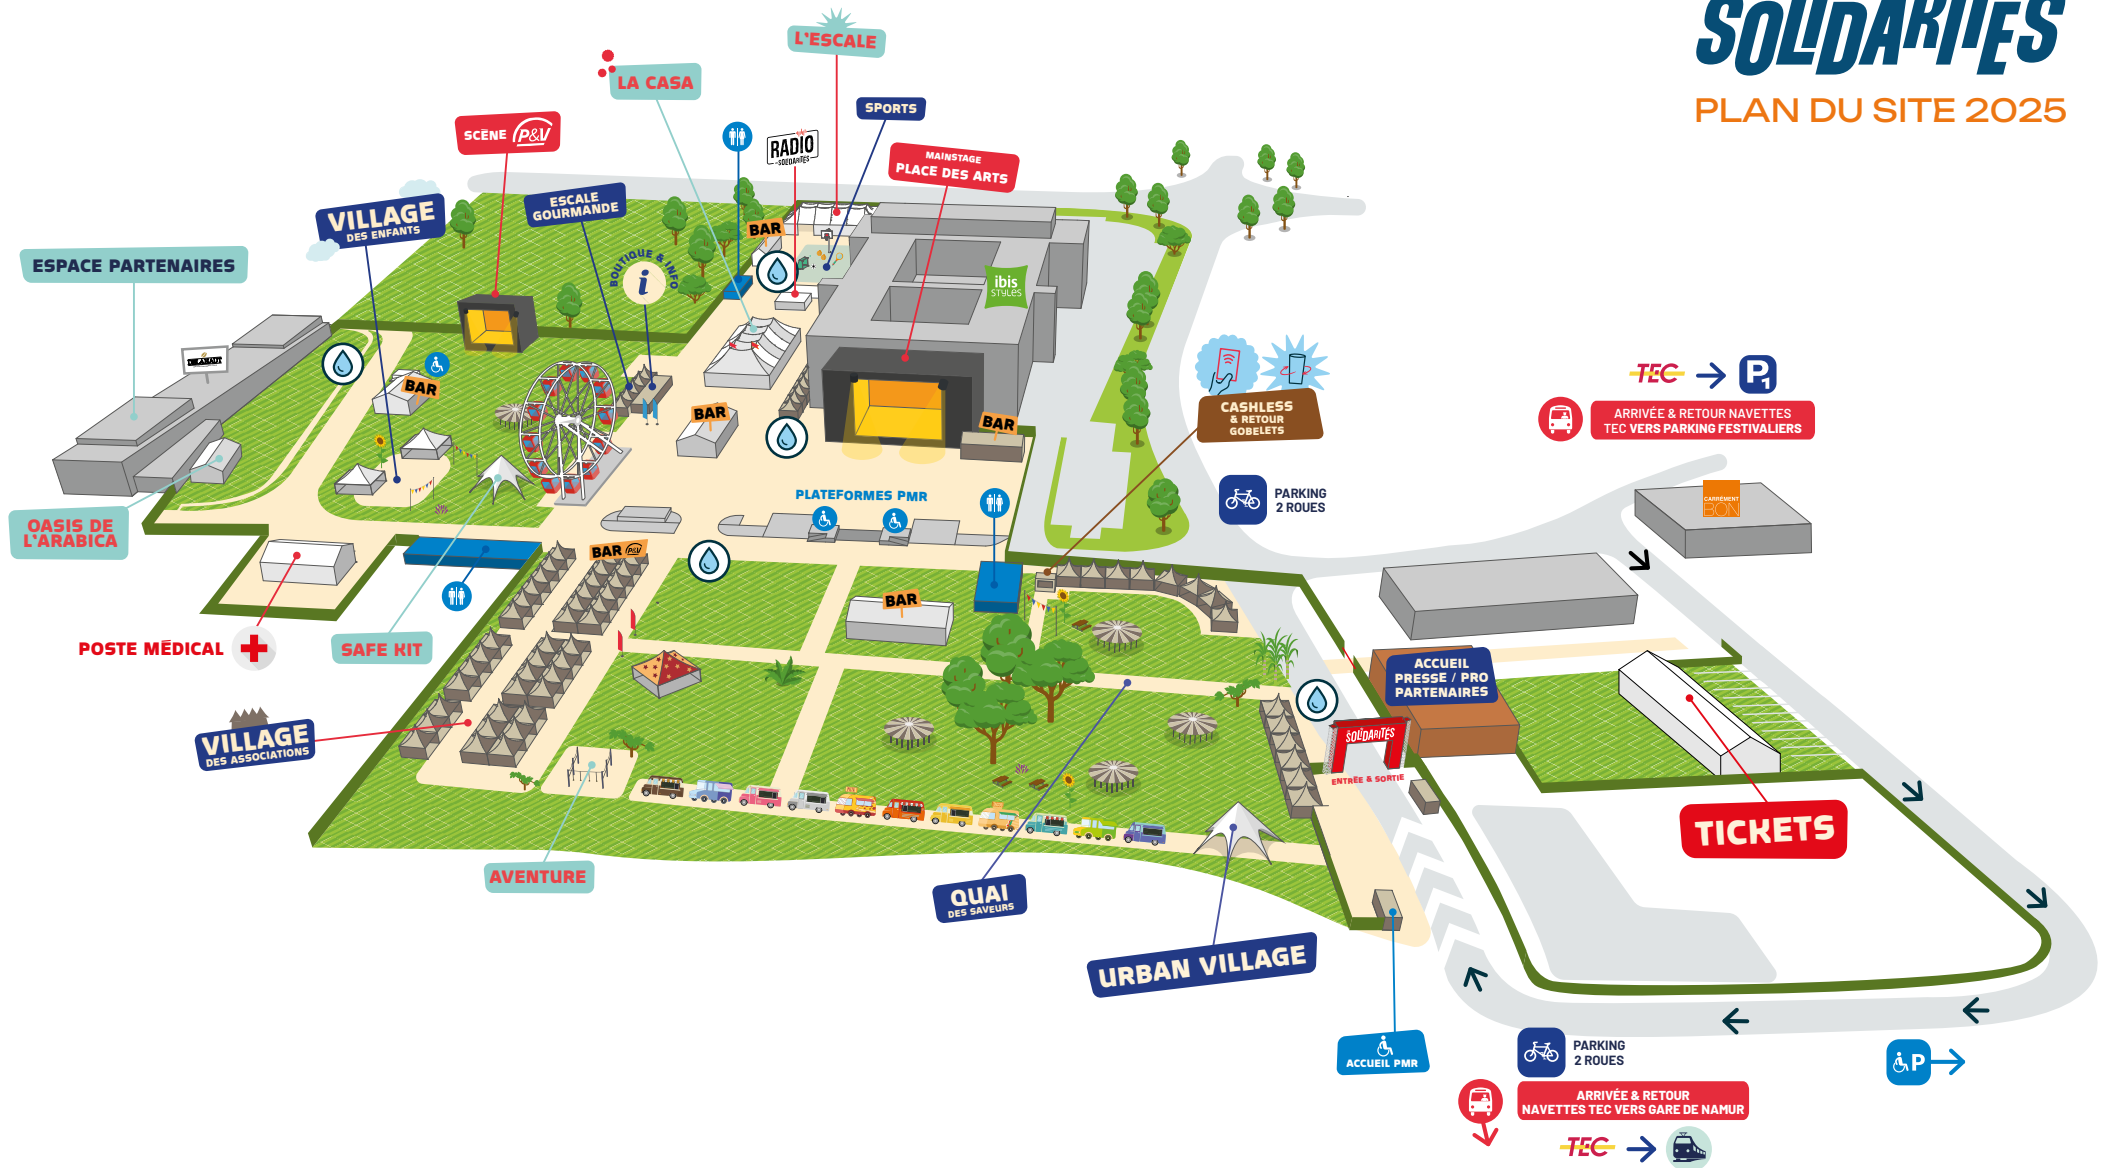 SOLIDARITÉS
PLAN DU SITE 2025
L'ESCALE
LA CASA
SPORTS
SCÈNE P&V
RADIO
SOLIDARITÉS
MAINSTAGE
PLACE DES ARTS
VILLAGE
DES ENFANTS
ESCALE
GOURMANDE
BAR
ESPACE PARTENAIRES
BOUTIQUE & INFO
i
ibis
STYLES
BAR
BAR
BAR
CASHLESS
& RETOUR
GOBELETS
TEC
P1
ARRIVÉE & RETOUR NAVETTES
TEC VERS PARKING FESTIVALIERS
PLATEFORMES PMR
PARKING
2 ROUES
CARRÉMENT
BON
OASIS DE
L'ARABICA
BAR P&V
BAR
POSTE MÉDICAL
SAFE KIT
ACCUEIL
PRESSE / PRO
PARTENAIRES
VILLAGE
DES ASSOCIATIONS
SOLIDARITÉS
ENTRÉE & SORTIE
TICKETS
AVENTURE
QUAI
DES SAVEURS
URBAN VILLAGE
ACCUEIL PMR
PARKING
2 ROUES
P
ARRIVÉE & RETOUR
NAVETTES TEC VERS GARE DE NAMUR
TEC